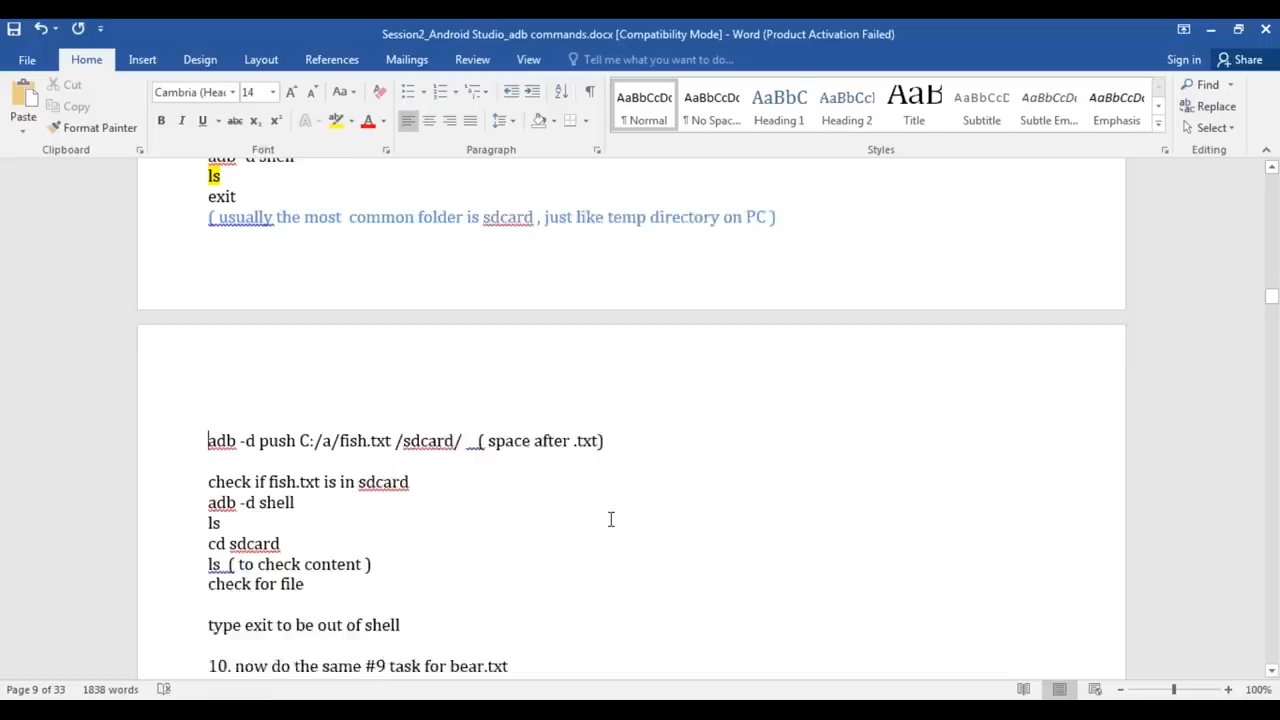 Session2_Android Studio_adb commands.docx [Compatibility Mode] - Word (Product Activation Failed)
File Home Insert Design Layout References Mailings Review View Tell me what you want to do... Sign in Share
Paste
Cut
Copy
Format Painter
Clipboard
Cambria (Heac 14
Font
Paragraph
AaBbCcDc AaBbCcDc AaBbC AaBbCcI AaB AaBbCcD AaBbCcDc AaBbCcDc
¶ Normal ¶ No Spac... Heading 1 Heading 2 Title Subtitle Subtle Em... Emphasis
Styles
Find
Replace
Select
Editing
adb -d shell
ls
exit
( usually the most common folder is sdcard , just like temp directory on PC )
adb -d push C:/a/fish.txt /sdcard/ ( space after .txt)
check if fish.txt is in sdcard
adb -d shell
ls
cd sdcard
ls ( to check content )
check for file
type exit to be out of shell
10. now do the same #9 task for bear.txt
Page 9 of 33 1838 words 100%